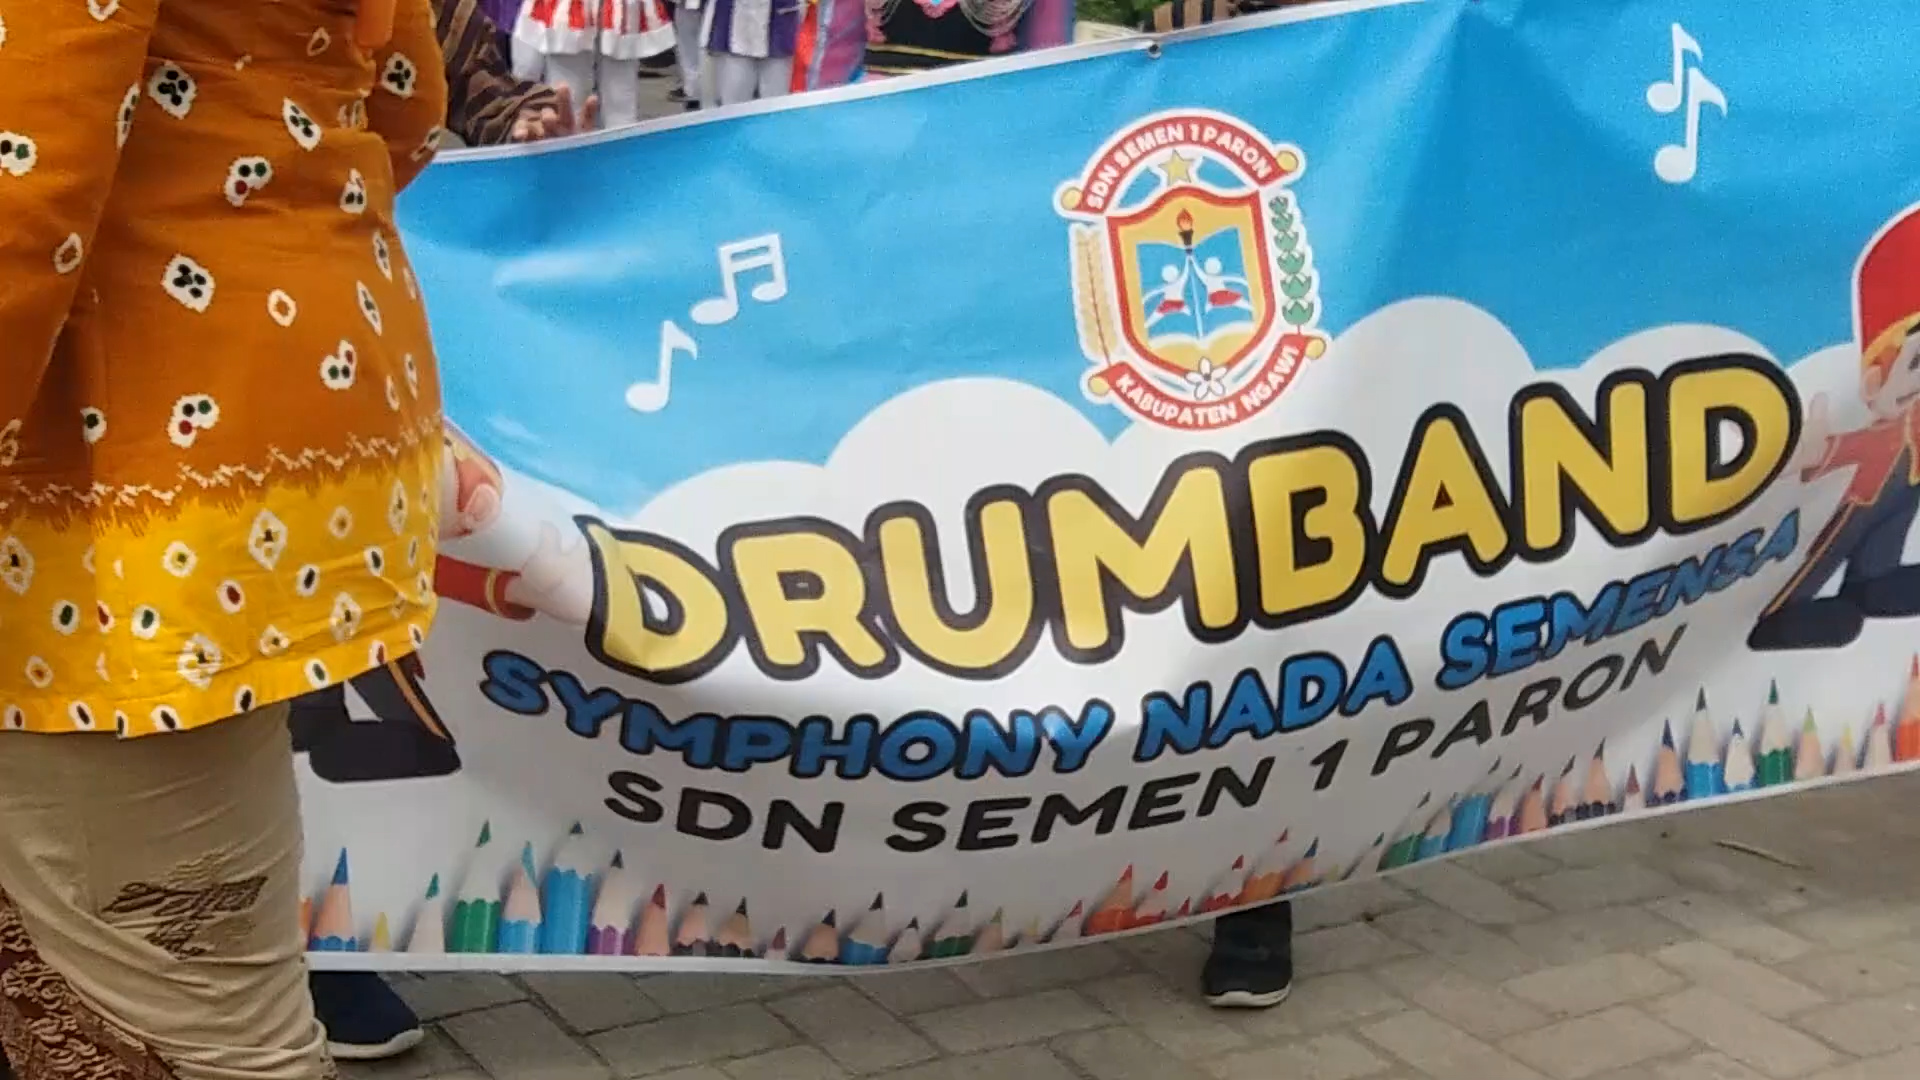 SDN SEMEN 1 PARON
KABUPATEN NGAWI
DRUMBAND
SYMPHONY NADA SEMENSA
SDN SEMEN 1 PARON